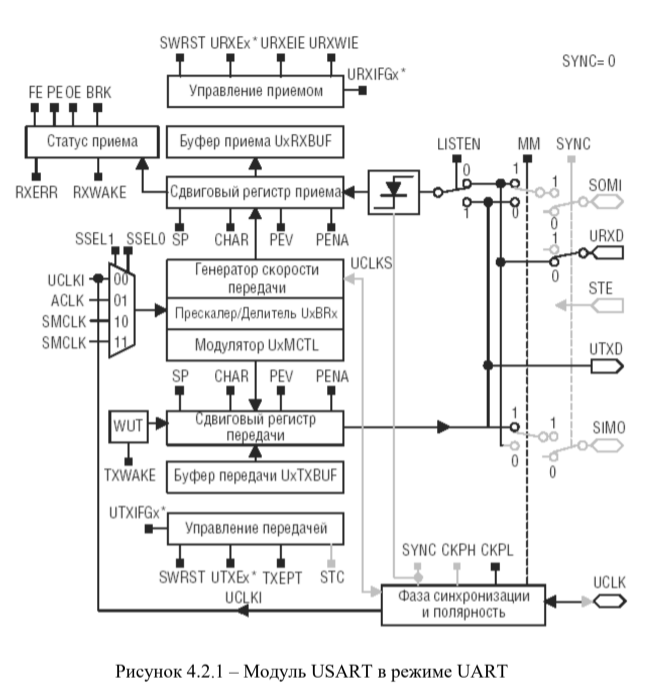 SWRST URXEx* URXEIE URXWIE
SYNC= 0
URXIFGx*
FE PE OE BRK
Управление приемом
Статус приема
Буфер приема UxRXBUF
LISTEN
MM
SYNC
RXERR
RXWAKE
Сдвиговый регистр приема
0
1
1
0
1
0
SOMI
SP
CHAR
PEV
PENA
SSEL1
SSEL0
UCLKS
1
0
URXD
UCLKI
00
ACLK
01
SMCLK
10
SMCLK
11
Генератор скорости
передачи
Прескалер/Делитель UxBRx
Модулятор UxMCTL
STE
UTXD
SP
CHAR
PEV
PENA
WUT
Сдвиговый регистр
передачи
1
0
1
0
SIMO
TXWAKE
Буфер передачи UxTXBUF
UTXIFGx*
Управление передачей
SYNC CKPH CKPL
SWRST UTXEx* TXEPT STC
UCLKI
Фаза синхронизации
и полярность
UCLK
Рисунок 4.2.1 – Модуль USART в режиме UART